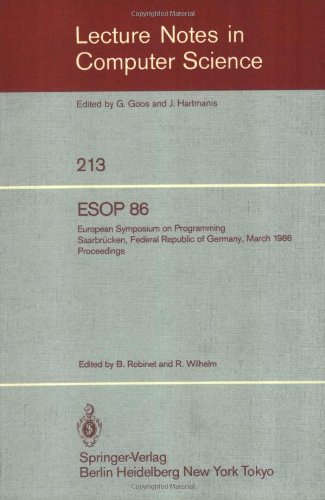 Lecture Notes in
Computer Science
Edited by G. Goos and J. Hartmanis
213
ESOP 86
European Symposium on Programming
Saarbrücken, Federal Republic of Germany, March 1986
Proceedings
Edited by B. Robinet and R. Wilhelm
Springer-Verlag
Berlin Heidelberg New York Tokyo